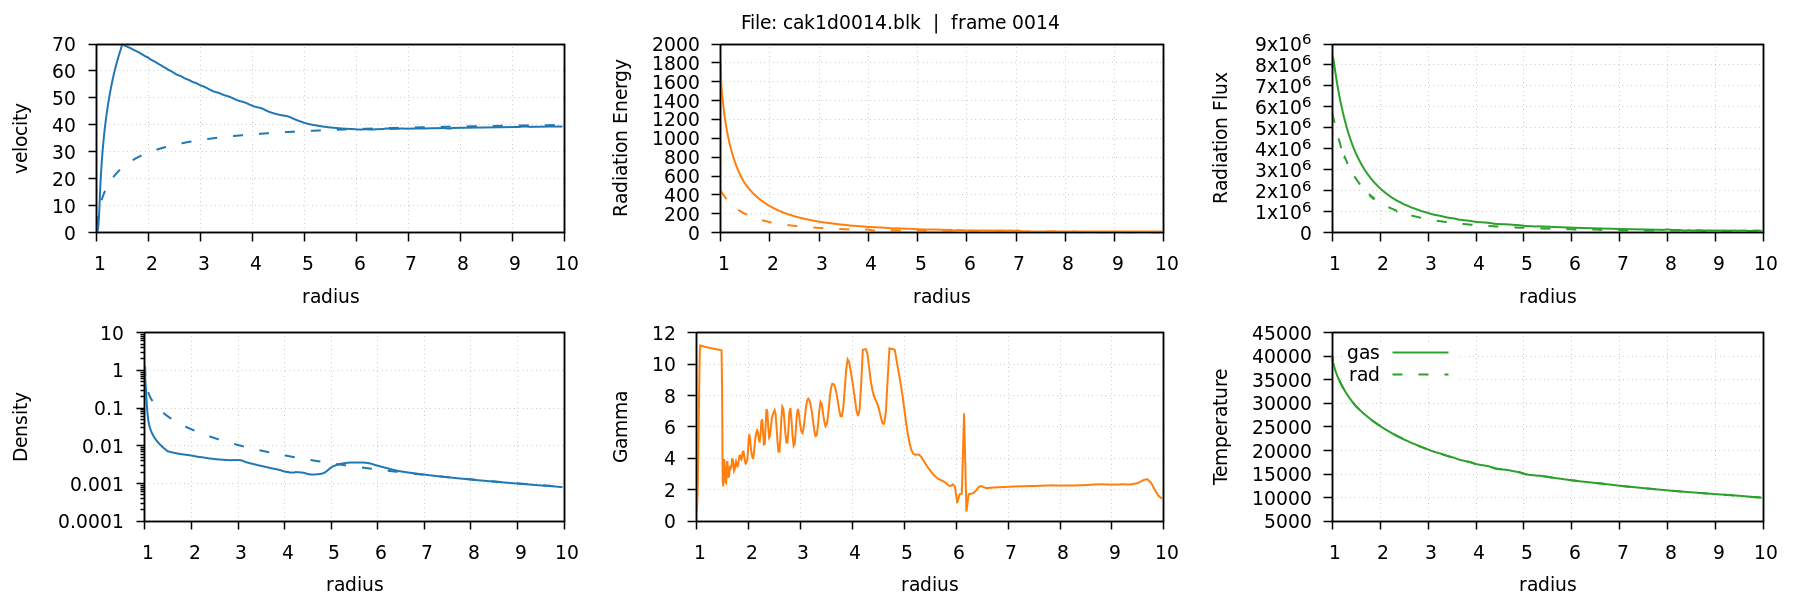 File: cak1d0014.blk | frame 0014
velocity
70
60
50
40
30
20
10
0
1 2 3 4 5 6 7 8 9 10
radius
Radiation Energy
2000
1800
1600
1400
1200
1000
800
600
400
200
0
1 2 3 4 5 6 7 8 9 10
radius
Radiation Flux
9x10⁶
8x10⁶
7x10⁶
6x10⁶
5x10⁶
4x10⁶
3x10⁶
2x10⁶
1x10⁶
0
1 2 3 4 5 6 7 8 9 10
radius
Density
10
1
0.1
0.01
0.001
0.0001
1 2 3 4 5 6 7 8 9 10
radius
Gamma
12
10
8
6
4
2
0
1 2 3 4 5 6 7 8 9 10
radius
Temperature
45000
40000
35000
30000
25000
20000
15000
10000
5000
gas
rad
1 2 3 4 5 6 7 8 9 10
radius